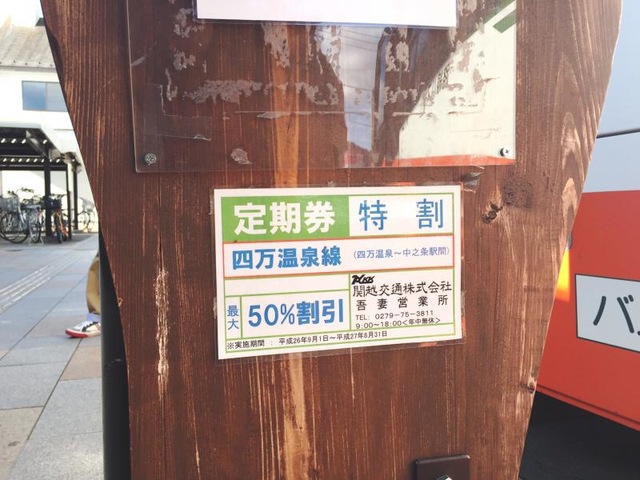 定期券 特割
四万温泉線 (四万温泉～中之条駅間)
最大 50%割引
関越交通株式会社
吾妻営業所
TEL: 0279-75-3811
9:00～18:00<年中無休>
※実施期間 : 平成26年9月1日～平成27年8月31日
バ